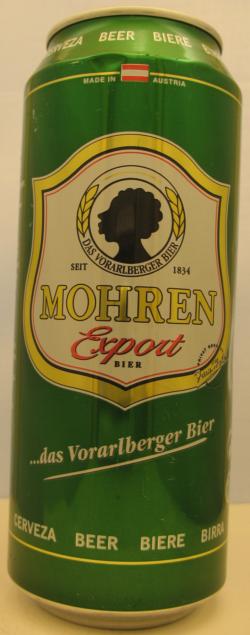 CERVEZA BEER BIERE BIRRA
MADE IN AUSTRIA
DAS VORARLBERGER BIER
SEIT 1834
MOHREN
Export
BIER
...das Vorarlberger Bier
CERVEZA BEER BIERE BIRRA